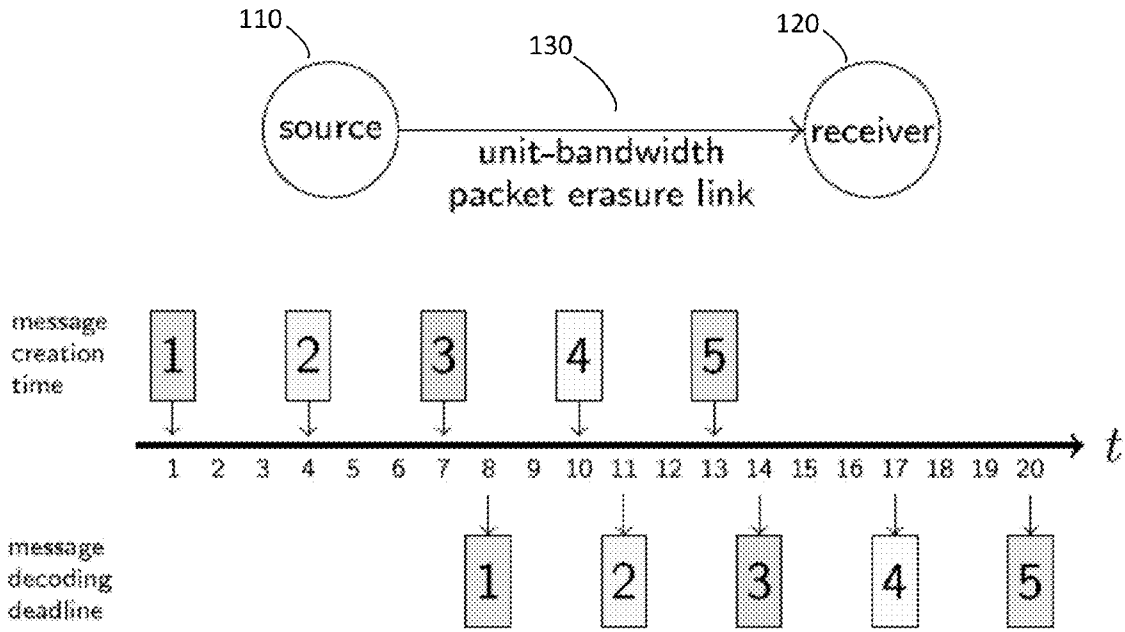 110
130
120
source
receiver
unit-bandwidth
packet erasure link
message
creation
time
1 2 3 4 5
t
1 2 3 4 5 6 7 8 9 10 11 12 13 14 15 16 17 18 19 20
message
decoding
deadline
1 2 3 4 5